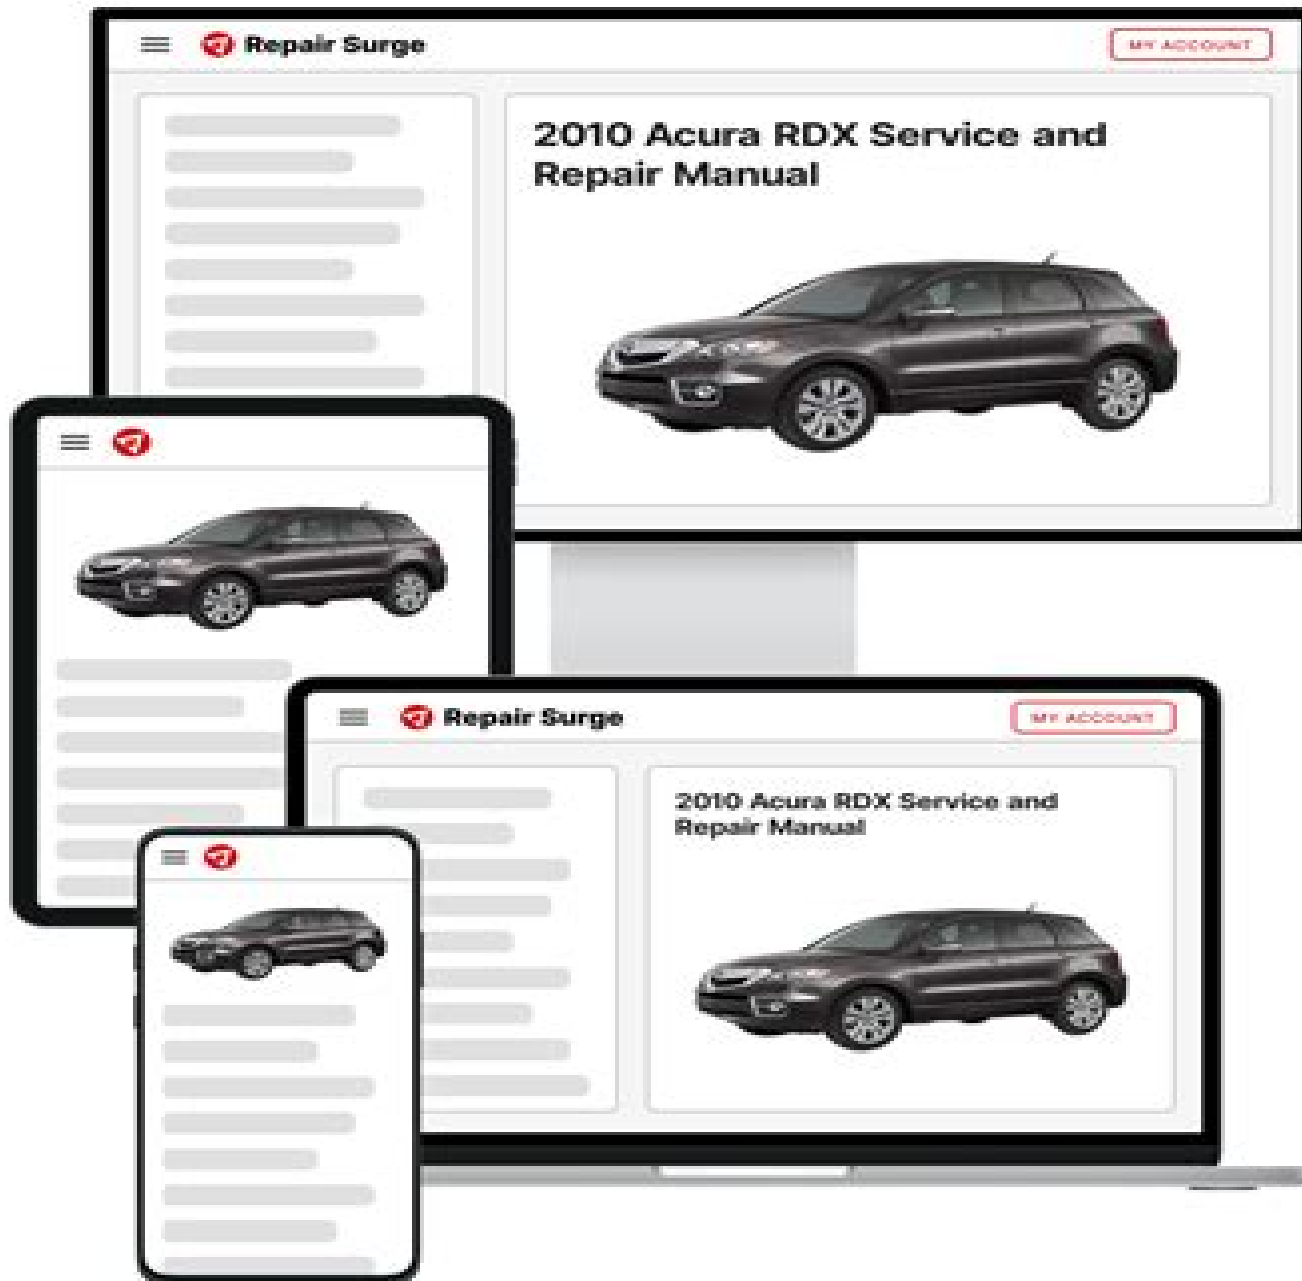 Repair Surge
MY ACCOUNT
2010 Acura RDX Service and
Repair Manual
Repair Surge
MY ACCOUNT
2010 Acura RDX Service and
Repair Manual